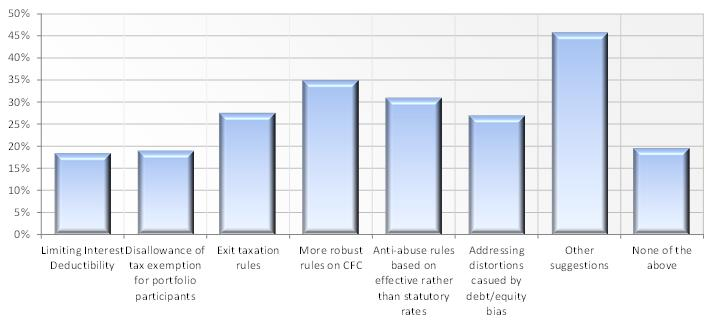 50%
45%
40%
35%
30%
25%
20%
15%
10%
5%
0%
Limiting Interest
Deductibility
Disallowance of
tax exemption
for portfolio
participants
Exit taxation
rules
More robust
rules on CFC
Anti-abuse rules
based on
effective rather
than statutory
rates
Addressing
distortions
casued by
debt/equity
bias
Other
suggestions
None of the
above